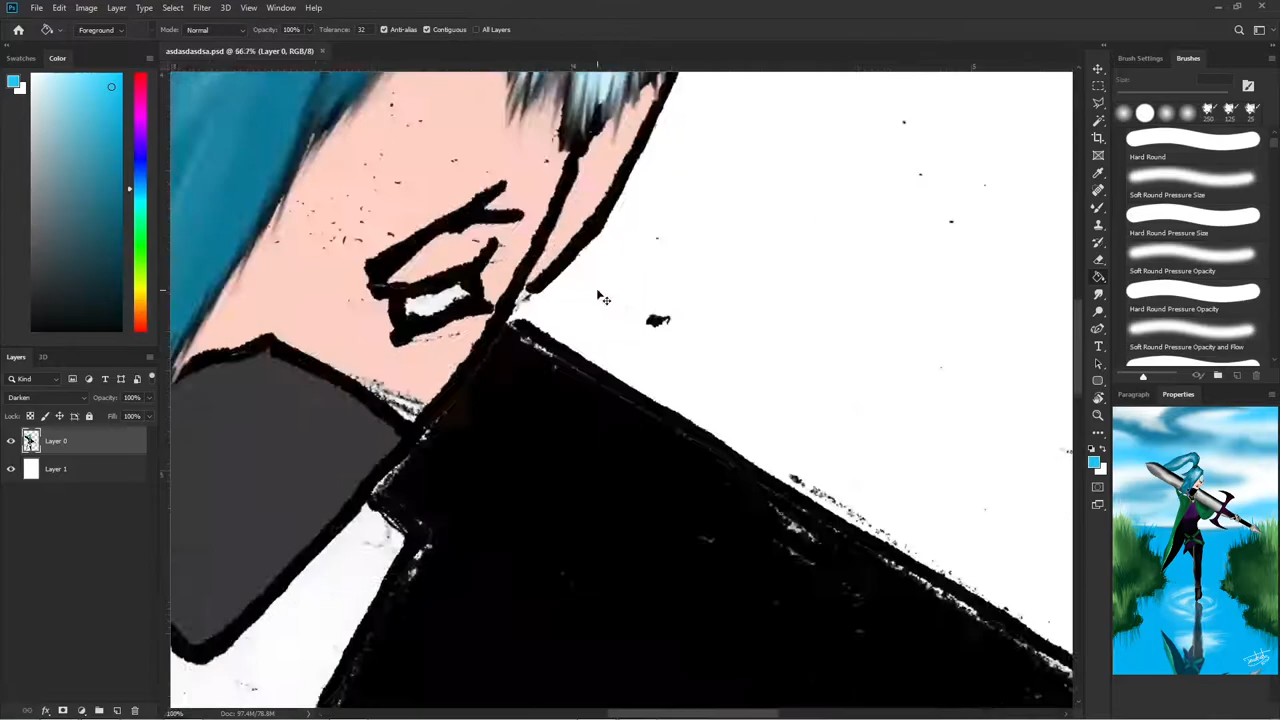 Ps File Edit Image Layer Type Select Filter 3D View Window Help
Foreground Mode: Normal Opacity: 100% Tolerance: 32 Anti-alias Contiguous All Layers
asdasdasdsa.psd @ 66.7% (Layer 0, RGB/8)
Swatches Color
Brush Settings Brushes
Size:
250 125 25
Hard Round
Soft Round Pressure Size
Hard Round Pressure Size
Soft Round Pressure Opacity
Hard Round Pressure Opacity
Soft Round Pressure Opacity and Flow
Layers 3D
Kind
Darken Opacity: 100%
Lock: Fill: 100%
Layer 0
Layer 1
Paragraph Properties
100% Doc: 97.4M/78.8M